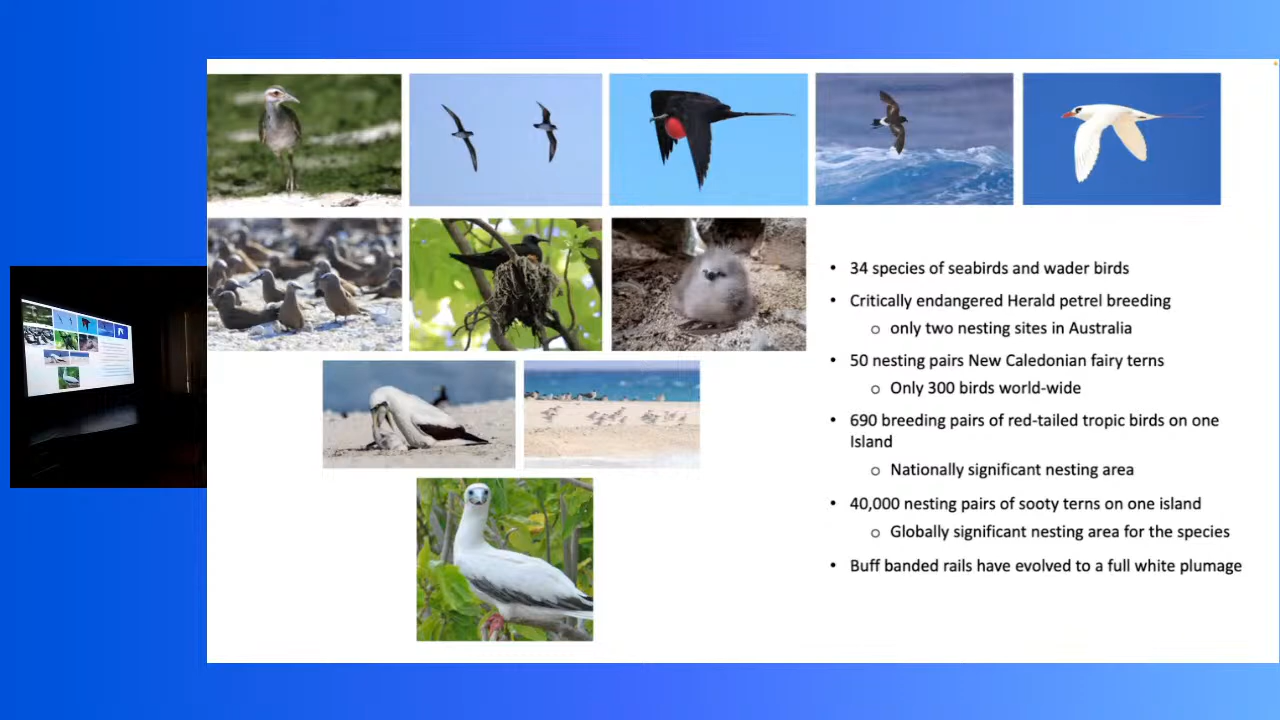 • 34 species of seabirds and wader birds
• Critically endangered Herald petrel breeding
o only two nesting sites in Australia
• 50 nesting pairs New Caledonian fairy terns
o Only 300 birds world-wide
• 690 breeding pairs of red-tailed tropic birds on one
Island
o Nationally significant nesting area
• 40,000 nesting pairs of sooty terns on one island
o Globally significant nesting area for the species
• Buff banded rails have evolved to a full white plumage